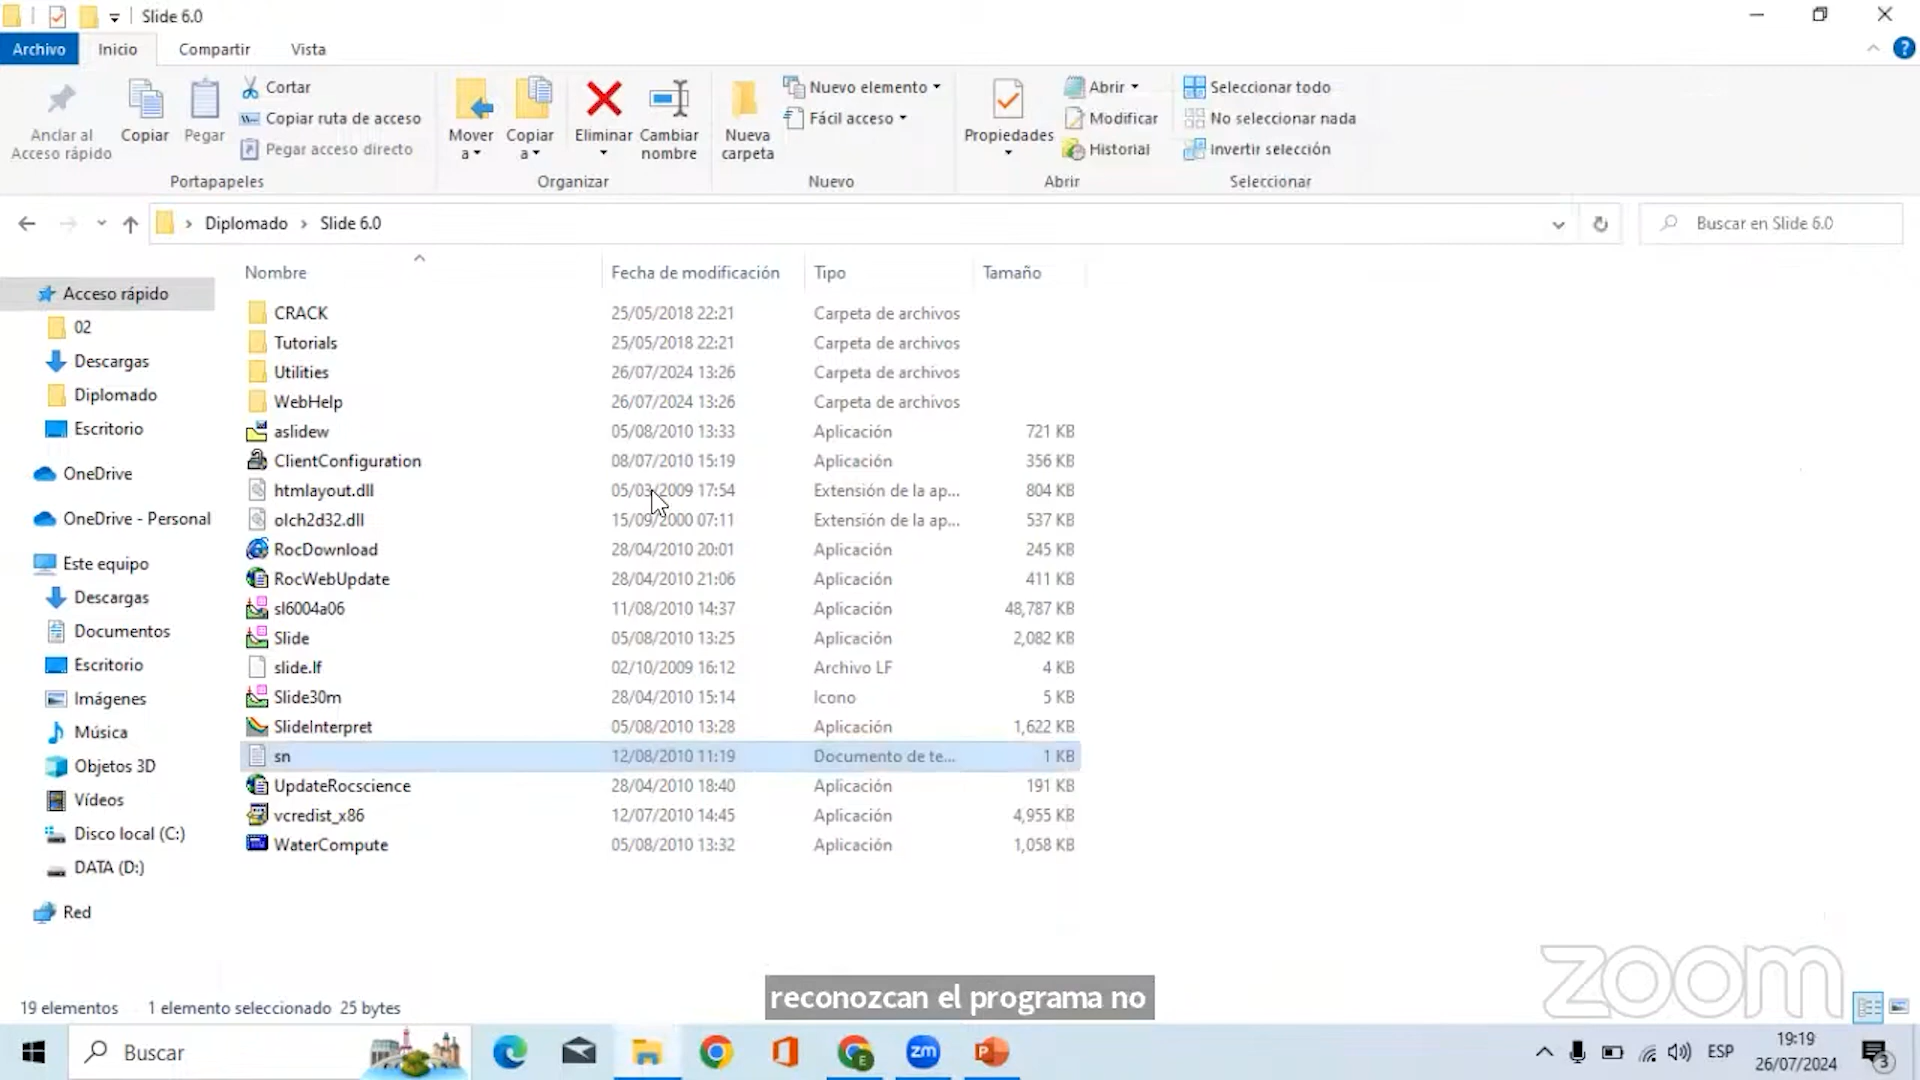 Slide 6.0
Archivo Inicio Compartir Vista
Anclar al Acceso rápido
Copiar
Pegar
Cortar
Copiar ruta de acceso
Pegar acceso directo
Portapapeles
Mover a
Copiar a
Eliminar
Cambiar nombre
Organizar
Nueva carpeta
Nuevo elemento
Fácil acceso
Nuevo
Propiedades
Abrir
Modificar
Historial
Abrir
Seleccionar todo
No seleccionar nada
Invertir selección
Seleccionar
Diplomado > Slide 6.0
Buscar en Slide 6.0
Acceso rápido
02
Descargas
Diplomado
Escritorio
OneDrive
OneDrive - Personal
Este equipo
Descargas
Documentos
Escritorio
Imágenes
Música
Objetos 3D
Vídeos
Disco local (C:)
DATA (D:)
Red
Nombre Fecha de modificación Tipo Tamaño
CRACK 25/05/2018 22:21 Carpeta de archivos
Tutorials 25/05/2018 22:21 Carpeta de archivos
Utilities 26/07/2024 13:26 Carpeta de archivos
WebHelp 26/07/2024 13:26 Carpeta de archivos
aslidew 05/08/2010 13:33 Aplicación 721 KB
ClientConfiguration 08/07/2010 15:19 Aplicación 356 KB
htmlayout.dll 05/03/2009 17:54 Extensión de la ap... 804 KB
olch2d32.dll 15/09/2000 07:11 Extensión de la ap... 537 KB
RocDownload 28/04/2010 20:01 Aplicación 245 KB
RocWebUpdate 28/04/2010 21:06 Aplicación 411 KB
sl6004a06 11/08/2010 14:37 Aplicación 48,787 KB
Slide 05/08/2010 13:25 Aplicación 2,082 KB
slide.lf 02/10/2009 16:12 Archivo LF 4 KB
Slide30m 28/04/2010 15:14 Icono 5 KB
SlideInterpret 05/08/2010 13:28 Aplicación 1,622 KB
sn 12/08/2010 11:19 Documento de te... 1 KB
UpdateRocscience 28/04/2010 18:40 Aplicación 191 KB
vcredist_x86 12/07/2010 14:45 Aplicación 4,955 KB
WaterCompute 05/08/2010 13:32 Aplicación 1,058 KB
zoom
reconozcan el programa no
19 elementos 1 elemento seleccionado 25 bytes
Buscar
zm
ESP
19:19
26/07/2024
3